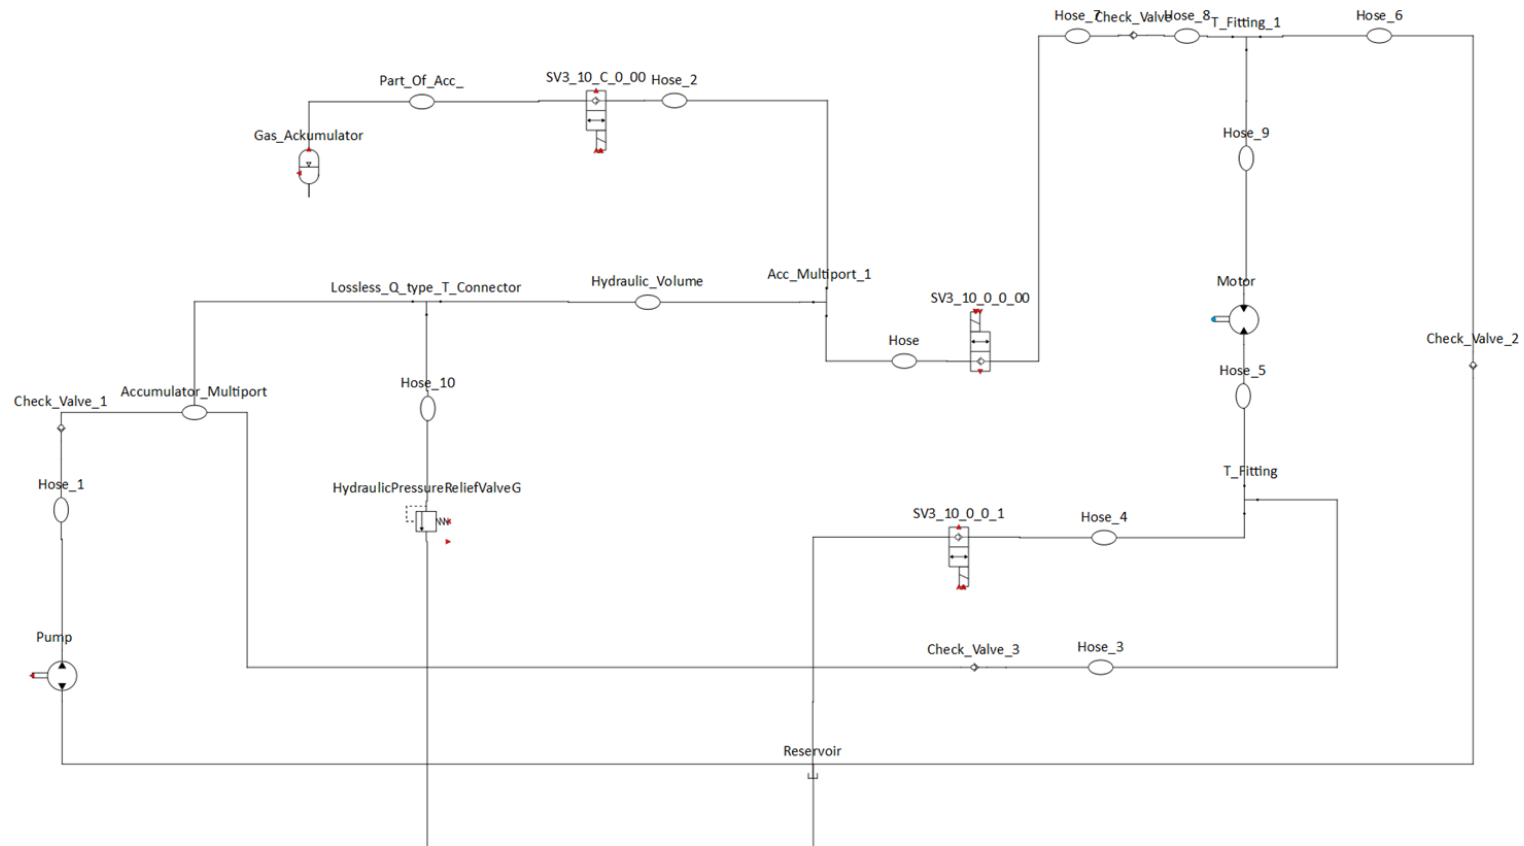 Hose_7
Check_Valve
Hose_8
T_Fitting_1
Hose_6
Part_Of_Acc_
SV3_10_C_0_00
Hose_2
Gas_Ackumulator
Hose_9
Lossless_Q_type_T_Connector
Hydraulic_Volume
Acc_Multiport_1
SV3_10_0_0_00
Motor
Hose
Check_Valve_2
Hose_5
Hose_10
Accumulator_Multiport
Check_Valve_1
T_Fitting
Hose_1
HydraulicPressureReliefValveG
SV3_10_0_0_1
Hose_4
Pump
Check_Valve_3
Hose_3
Reservoir